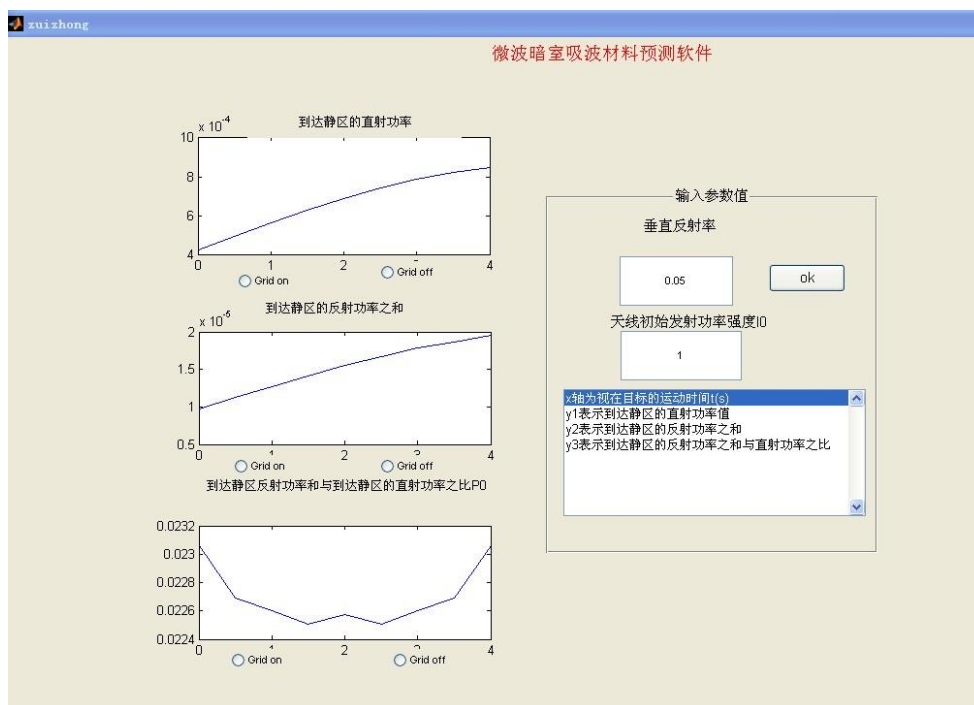 zuizhong
微波暗室吸波材料预测软件
到达静区的直射功率
x 10^-4
10
8
6
4
0 1 2 4
Grid on Grid off
到达静区的反射功率之和
x 10^-5
2
1.5
1
0.5
0 2 4
Grid on Grid off
到达静区反射功率和与到达静区的直射功率之比P0
0.0232
0.023
0.0228
0.0226
0.0224
0 2 4
Grid on Grid off
输入参数值
垂直反射率
0.05
ok
天线初始发射功率强度I0
1
x轴为视在目标的运动时间t(s)
y1表示到达静区的直射功率值
y2表示到达静区的反射功率之和
y3表示到达静区的反射功率之和与直射功率之比